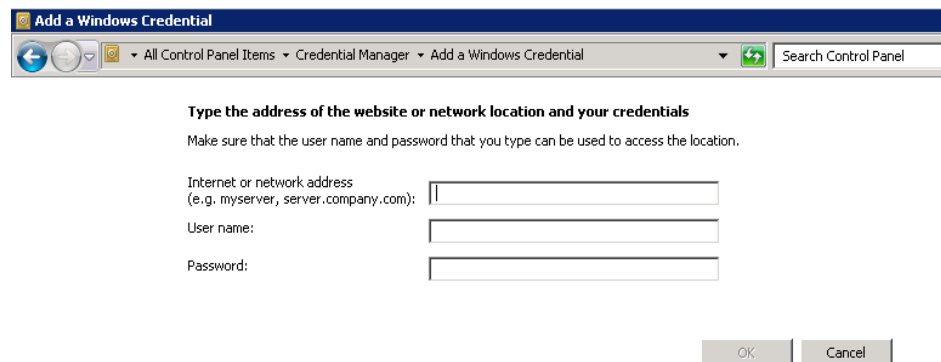 Add a Windows Credential
All Control Panel Items Credential Manager Add a Windows Credential Search Control Panel
Type the address of the website or network location and your credentials
Make sure that the user name and password that you type can be used to access the location.
Internet or network address
(e.g. myserver, server.company.com):
User name:
Password:
OK Cancel